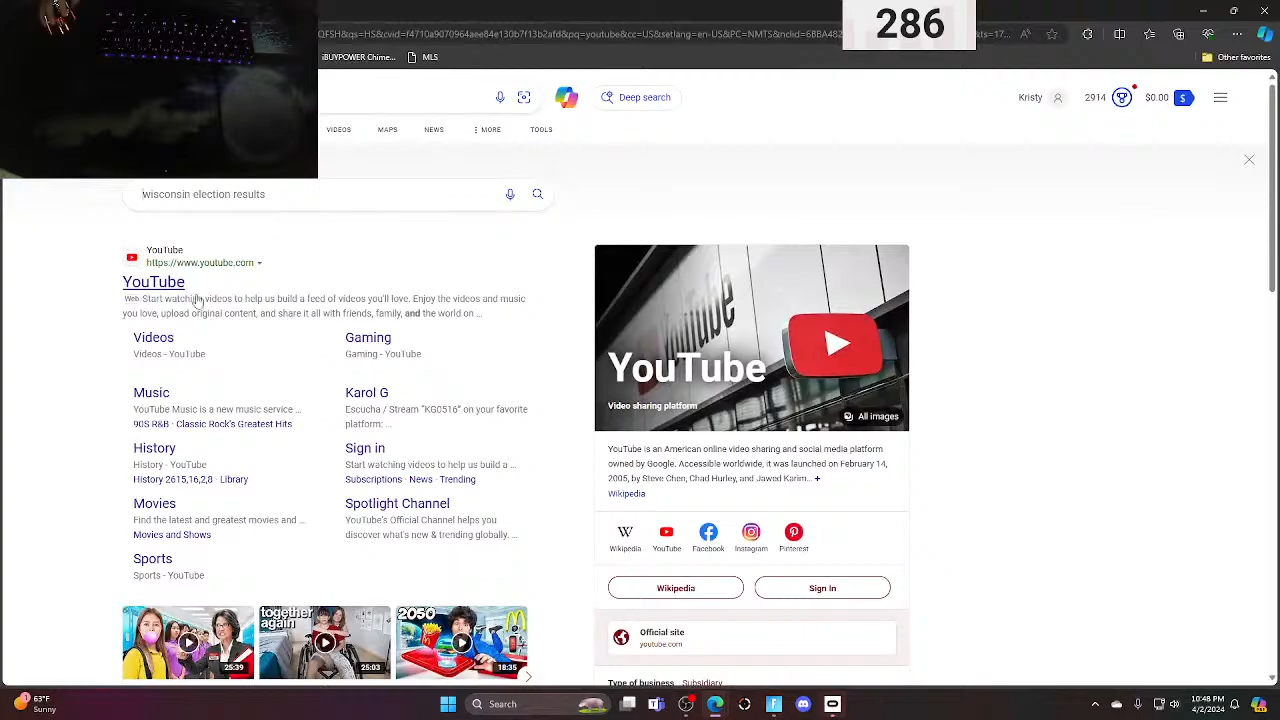 286
QFSH&qs=HS&cvid=f4710a9070964aee84e130b7f13b2afd&pq=youtube&cc=US&setlang=en-US&PC=NMTS&nclid=68BA482
ts=17...
iBUYPOWER Chime...
MLS
Other favorites
Deep search
Kristy
2914
$0.00
VIDEOS
MAPS
NEWS
MORE
TOOLS
wisconsin election results
YouTube
https://www.youtube.com
YouTube
Web Start watching videos to help us build a feed of videos you'll love. Enjoy the videos and music
you love, upload original content, and share it all with friends, family, and the world on ...
Videos
Videos - YouTube
Gaming
Gaming - YouTube
Music
YouTube Music is a new music service ...
90S R&B · Classic Rock's Greatest Hits
Karol G
Escucha / Stream "KG0516" on your favorite
platform; ...
History
History - YouTube
History 2615,16,2,8 · Library
Sign in
Start watching videos to help us build a ...
Subscriptions · News · Trending
Movies
Find the latest and greatest movies and ...
Movies and Shows
Spotlight Channel
YouTube's Official Channel helps you
discover what's new & trending globally. ...
Sports
Sports - YouTube
25:39
together
again
25:03
2050
18:35
YouTube
YouTube
Video sharing platform
All images
YouTube is an American online video sharing and social media platform
owned by Google. Accessible worldwide, it was launched on February 14,
2005, by Steve Chen, Chad Hurley, and Jawed Karim... +
Wikipedia
Wikipedia
YouTube
Facebook
Instagram
Pinterest
Wikipedia
Sign In
Official site
youtube.com
Type of business Subsidiary
63°F
Sunny
Search
10:48 PM
4/2/2024